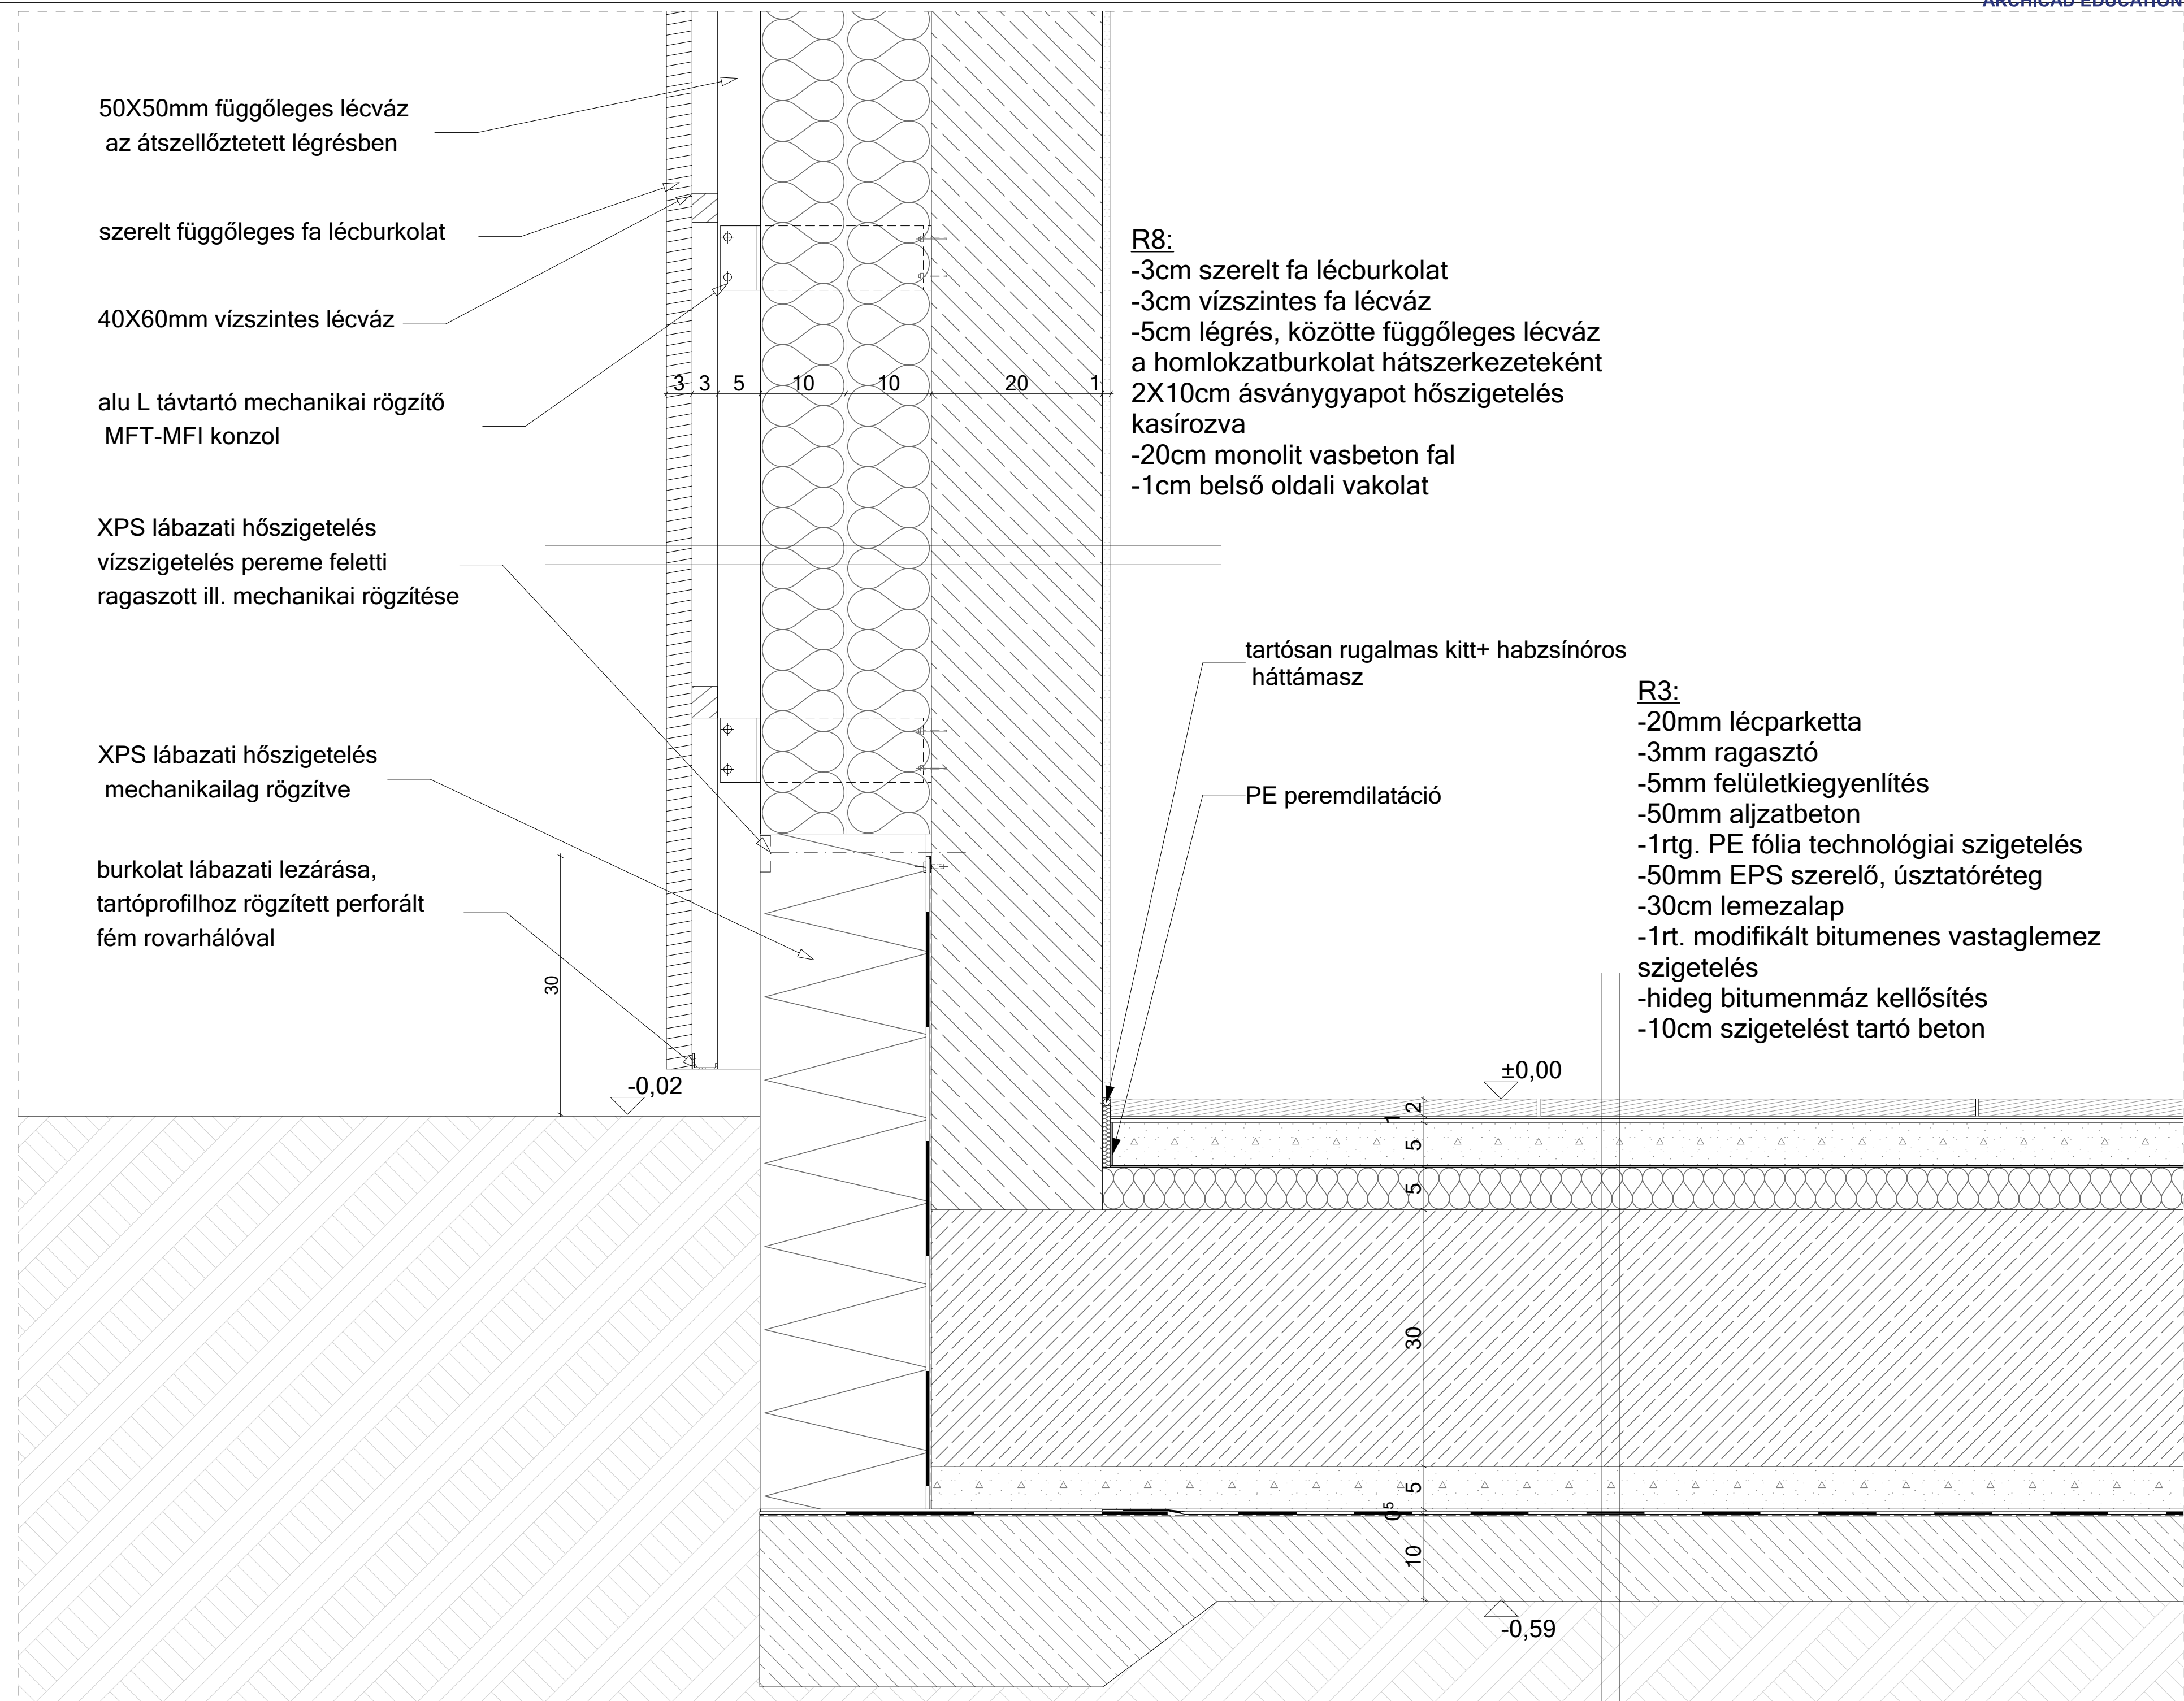 ARCHICAD EDUCATION
50X50mm függőleges lécváz
az átszellőztetett légrésben
szerelt függőleges fa lécburkolat
40X60mm vízszintes lécváz
alu L távtartó mechanikai rögzítő
MFT-MFI konzol
XPS lábazati hőszigetelés
vízszigetelés pereme feletti
ragaszott ill. mechanikai rögzítése
XPS lábazati hőszigetelés
mechanikailag rögzítve
burkolat lábazati lezárása,
tartóprofilhoz rögzített perforált
fém rovarhálóval
3 3 5 10 10 20 1
R8:
-3cm szerelt fa lécburkolat
-3cm vízszintes fa lécváz
-5cm légrés, közötte függőleges lécváz
a homlokzatburkolat hátszerkezeteként
2X10cm ásványgyapot hőszigetelés
kasírozva
-20cm monolit vasbeton fal
-1cm belső oldali vakolat
tartósan rugalmas kitt+ habzsínóros
háttámasz
PE peremdilatáció
R3:
-20mm lécparketta
-3mm ragasztó
-5mm felületkiegyenlítés
-50mm aljzatbeton
-1rtg. PE fólia technológiai szigetelés
-50mm EPS szerelő, úsztatóréteg
-30cm lemezalap
-1rt. modifikált bitumenes vastaglemez
szigetelés
-hideg bitumenmáz kellősítés
-10cm szigetelést tartó beton
30
-0,02
±0,00
2
1
5
5
30
5
0⁵
10
-0,59